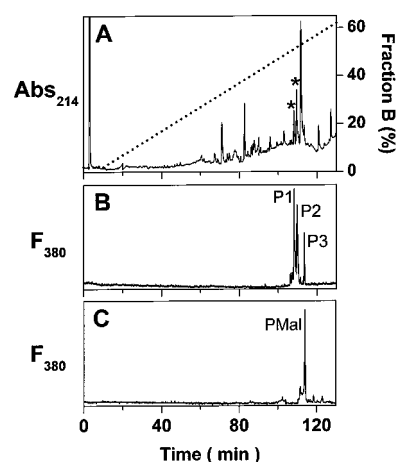 A
Abs214
*
*
60
40
20
0
Fraction B (%)
B
F380
P1
P2
P3
C
F380
PMal
0
40
80
120
Time ( min )